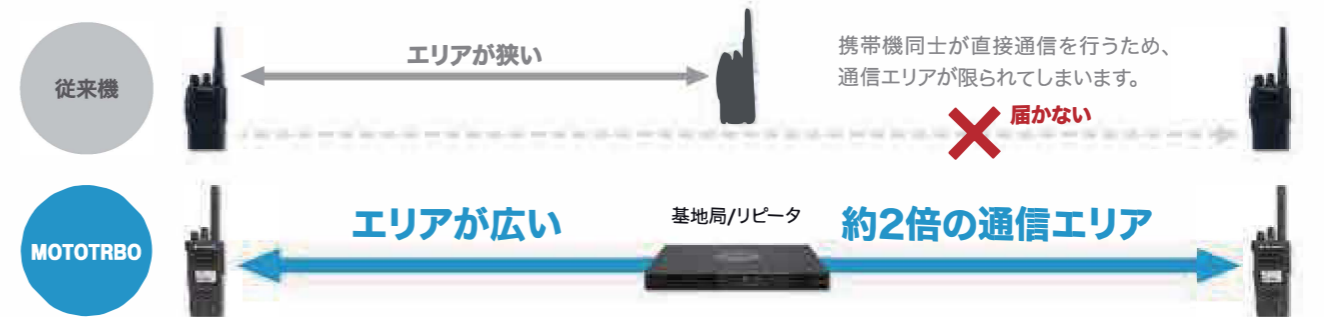 従来機
エリアが狭い
携帯機同士が直接通信を行うため、
通信エリアが限られてしまいます。
届かない
MOTOTRBO
エリアが広い
基地局/リピータ
約2倍の通信エリア